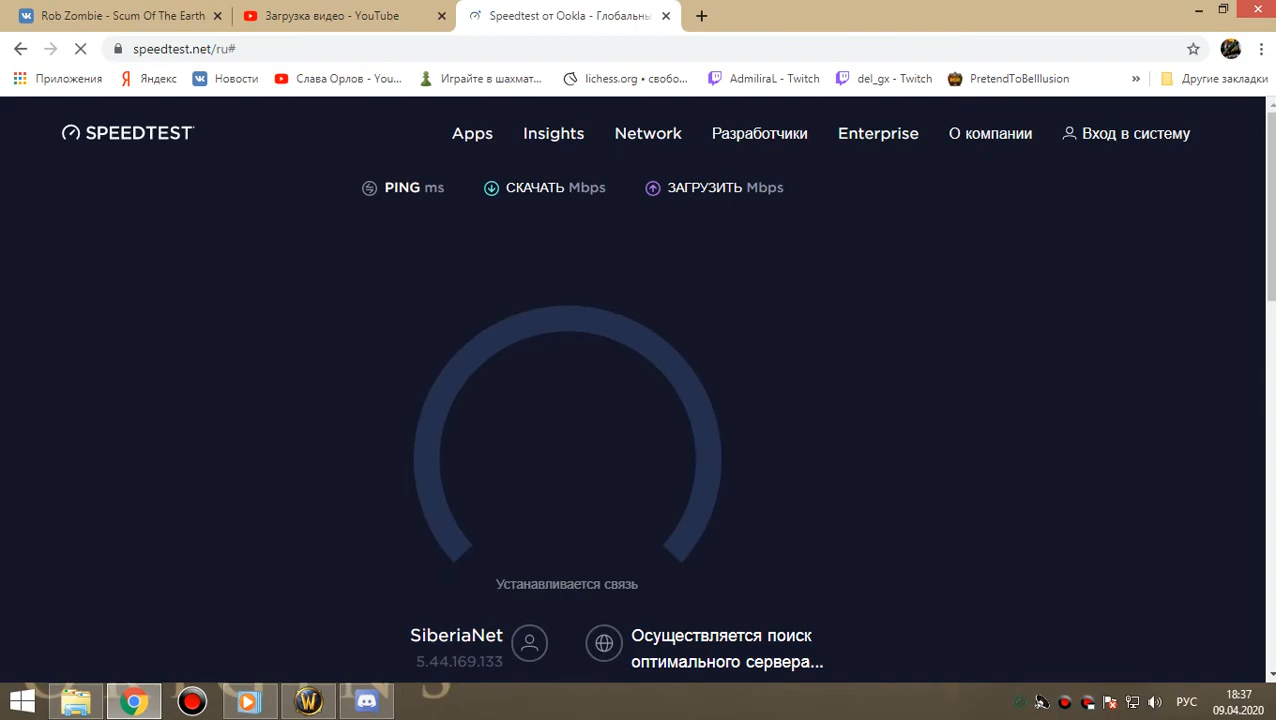 Rob Zombie - Scum Of The Earth
Загрузка видео - YouTube
Speedtest от Ookla - Глобальны
speedtest.net/ru#
Приложения
Яндекс
Новости
Слава Орлов - You...
Играйте в шахмат...
lichess.org • свобо...
AdmiliraL - Twitch
del_gx - Twitch
PretendToBeIllusion
»
Другие закладки
SPEEDTEST
Apps
Insights
Network
Разработчики
Enterprise
О компании
Вход в систему
PING ms
СКАЧАТЬ Mbps
ЗАГРУЗИТЬ Mbps
Устанавливается связь
SiberiaNet
5.44.169.133
Осуществляется поиск
оптимального сервера...
РУС
18:37
09.04.2020